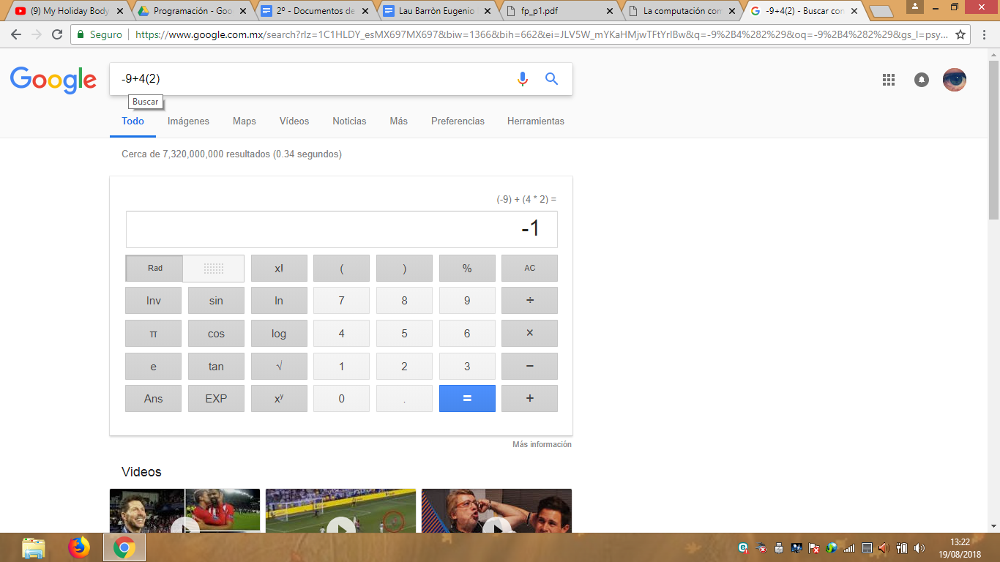 (9) My Holiday Body
Programación - Goo
2º - Documentos de
Lau Barròn Eugenio
fp_p1.pdf
La computación con
-9+4(2) - Buscar con
Seguro
https://www.google.com.mx/search?rlz=1C1HLDY_esMX697MX697&biw=1366&bih=662&ei=JLV5W_mYKaHMjwTFtYrIBw&q=-9%2B4%282%29&oq=-9%2B4%282%29&gs_l=psy...
Google
-9+4(2)
Buscar
Todo Imágenes Maps Vídeos Noticias Más Preferencias Herramientas
Cerca de 7,320,000,000 resultados (0.34 segundos)
(-9) + (4 * 2) =
-1
Rad x! ( ) % AC
Inv sin ln 7 8 9 ÷
π cos log 4 5 6 ×
e tan √ 1 2 3 −
Ans EXP xʸ 0 . = +
Más información
Videos
13:22
19/08/2018